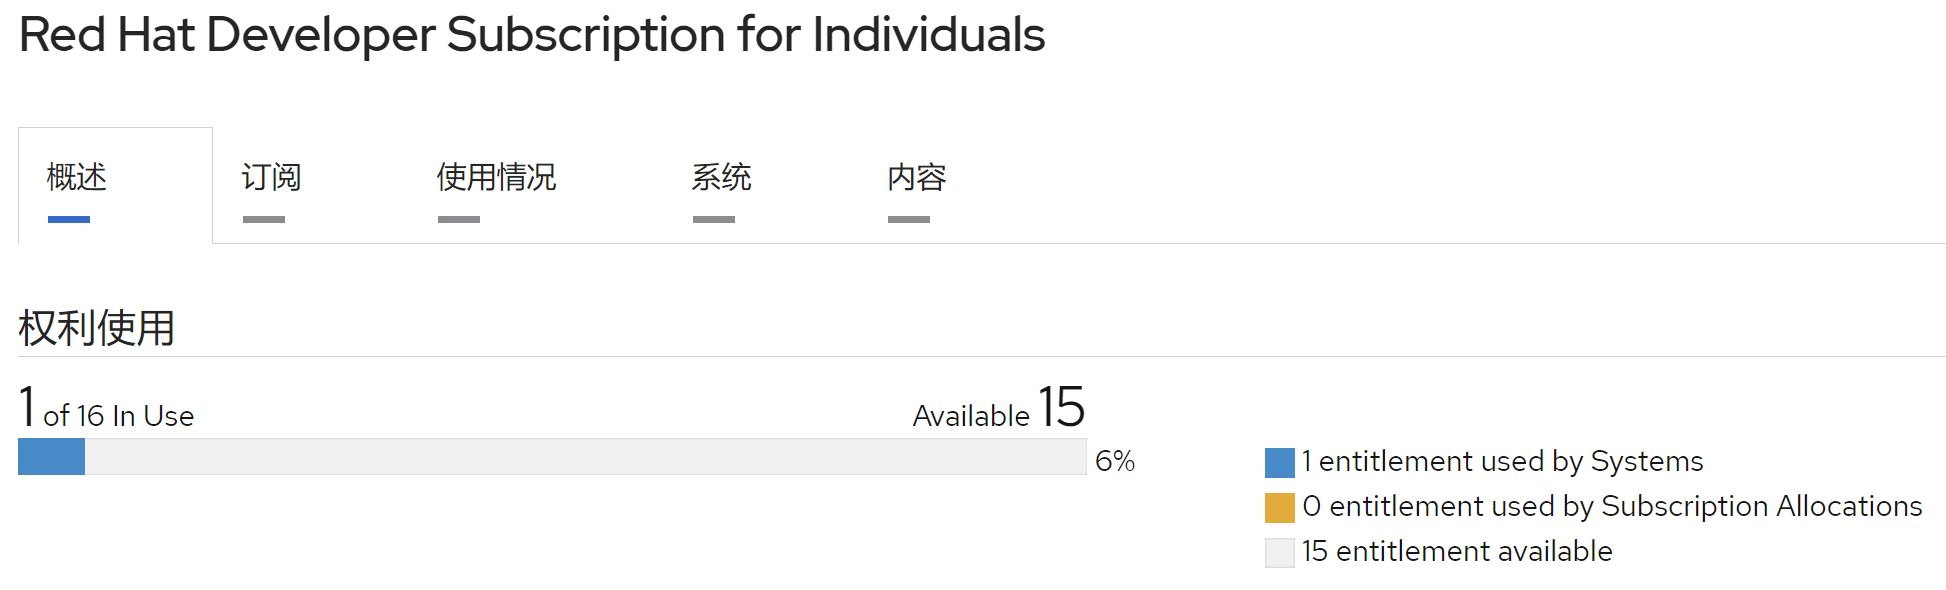 Red Hat Developer Subscription for Individuals
概述 订阅 使用情况 系统 内容
权利使用
1 of 16 In Use Available 15
6%
1 entitlement used by Systems
0 entitlement used by Subscription Allocations
15 entitlement available